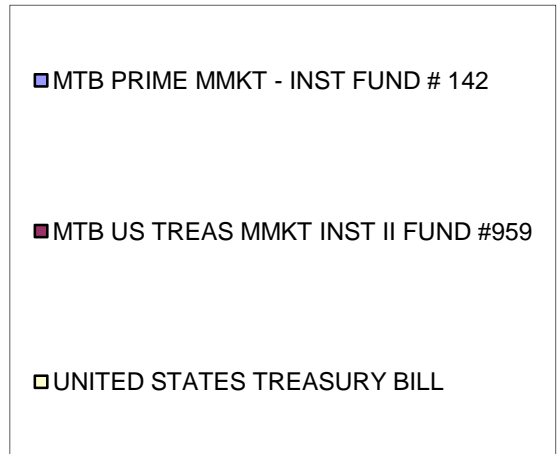 MTB PRIME MMKT - INST FUND # 142
MTB US TREAS MMKT INST II FUND #959
UNITED STATES TREASURY BILL